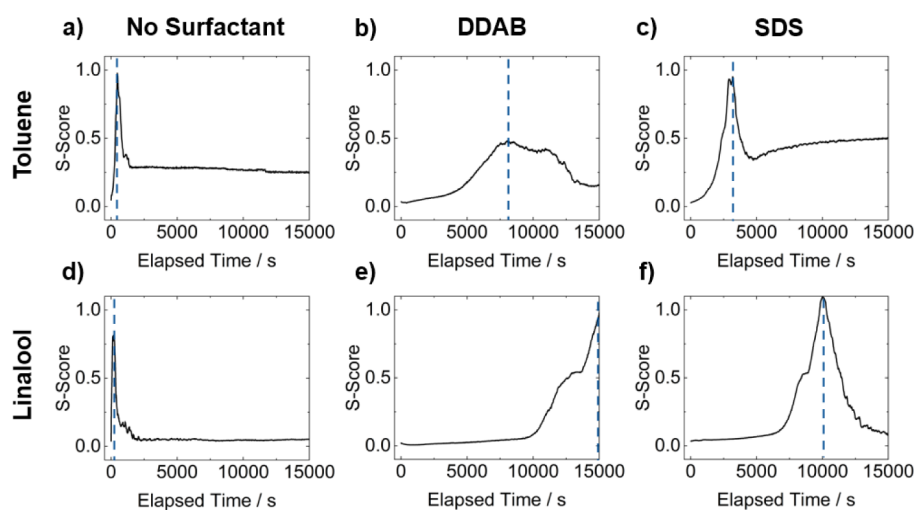 a) No Surfactant b) DDAB c) SDS
Toluene
S-Score
1.0
0.5
0.0
0 5000 10000 15000
Elapsed Time / s
S-Score
1.0
0.5
0.0
0 5000 10000 15000
Elapsed Time / s
S-Score
1.0
0.5
0.0
0 5000 10000 15000
Elapsed Time / s
d) e) f)
Linalool
S-Score
1.0
0.5
0.0
0 5000 10000 15000
Elapsed Time / s
S-Score
1.0
0.5
0.0
0 5000 10000 15000
Elapsed Time / s
S-Score
1.0
0.5
0.0
0 5000 10000 15000
Elapsed Time / s